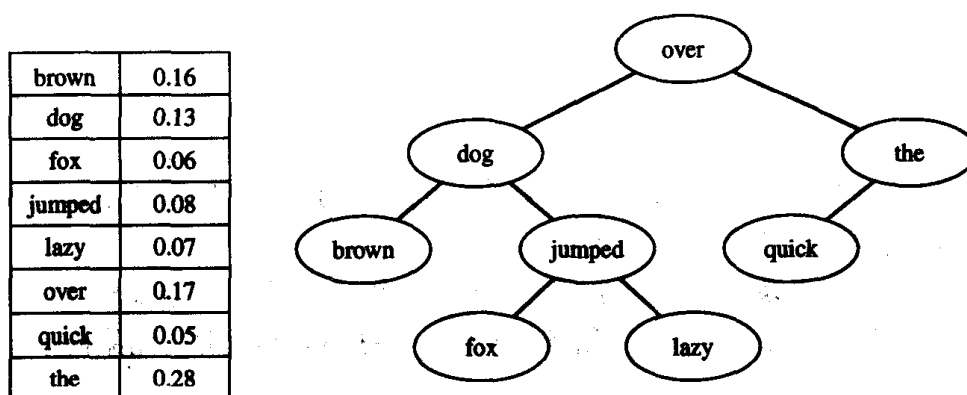 brown 0.16
dog 0.13
fox 0.06
jumped 0.08
lazy 0.07
over 0.17
quick 0.05
the 0.28
over
dog the
brown jumped quick
fox lazy